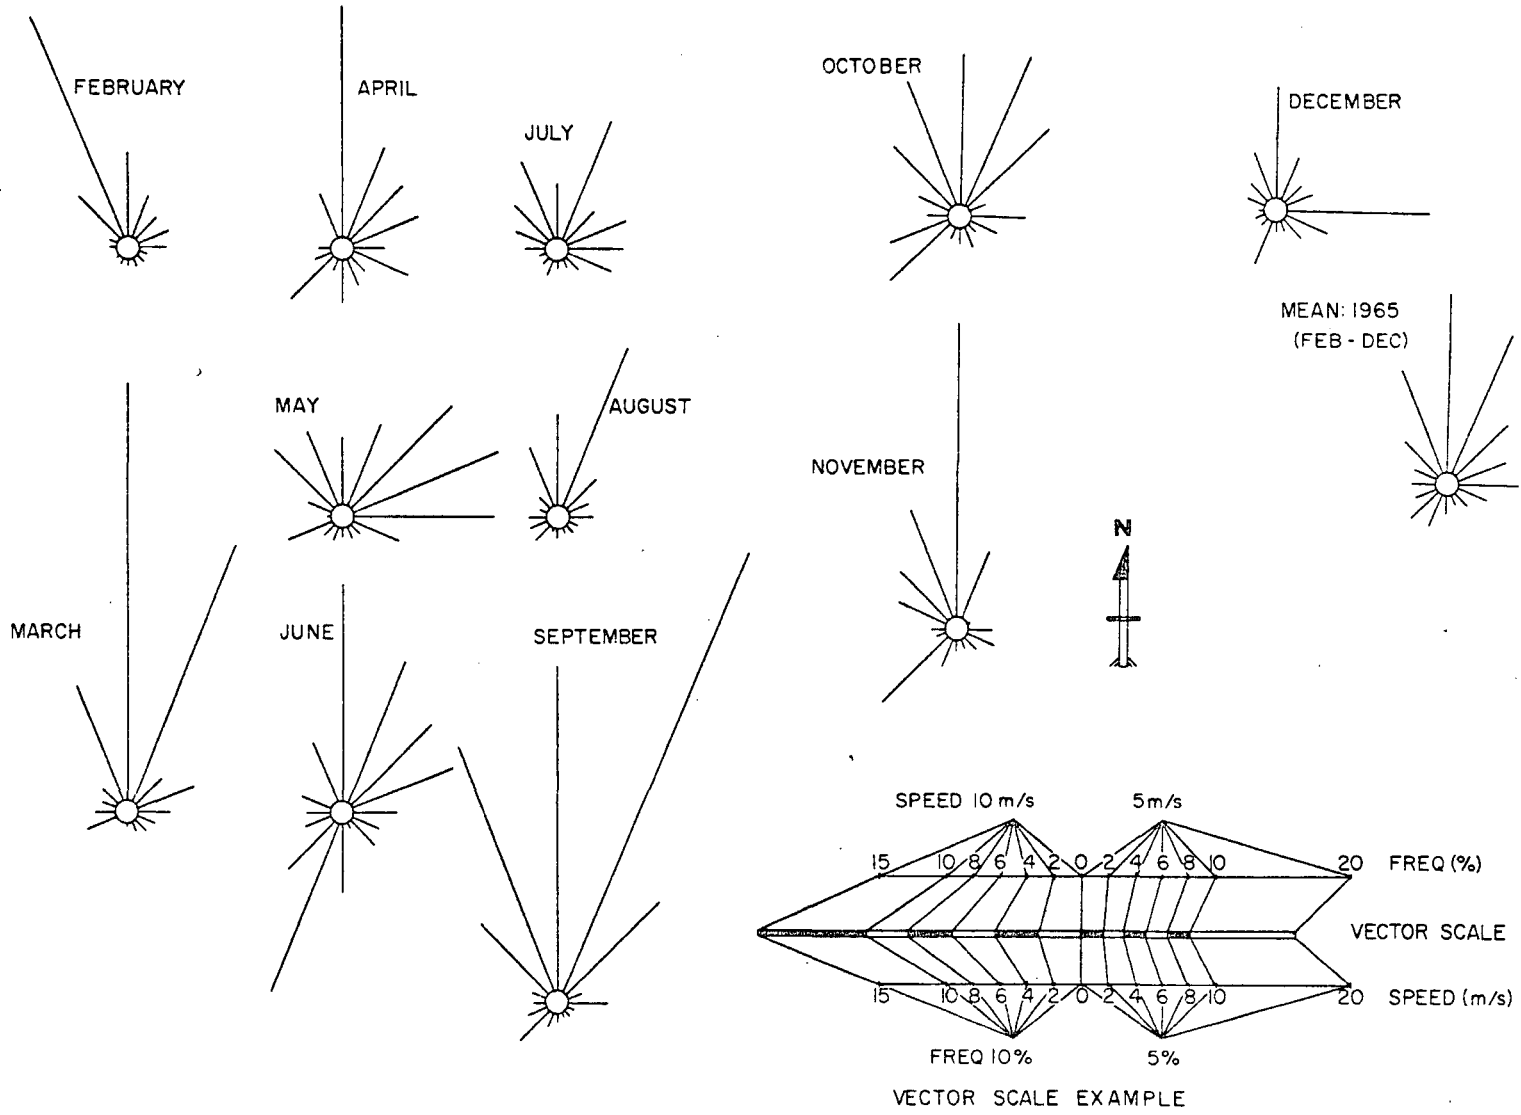 FEBRUARY
APRIL
JULY
OCTOBER
DECEMBER
MEAN: 1965
(FEB - DEC)
MAY
AUGUST
NOVEMBER
N
MARCH
JUNE
SEPTEMBER
SPEED 10 m/s 5 m/s
15 10 8 6 4 2 0 2 4 6 8 10 20 FREQ (%)
VECTOR SCALE
15 10 8 6 4 2 0 2 4 6 8 10 20 SPEED (m/s)
FREQ 10% 5%
VECTOR SCALE EXAMPLE